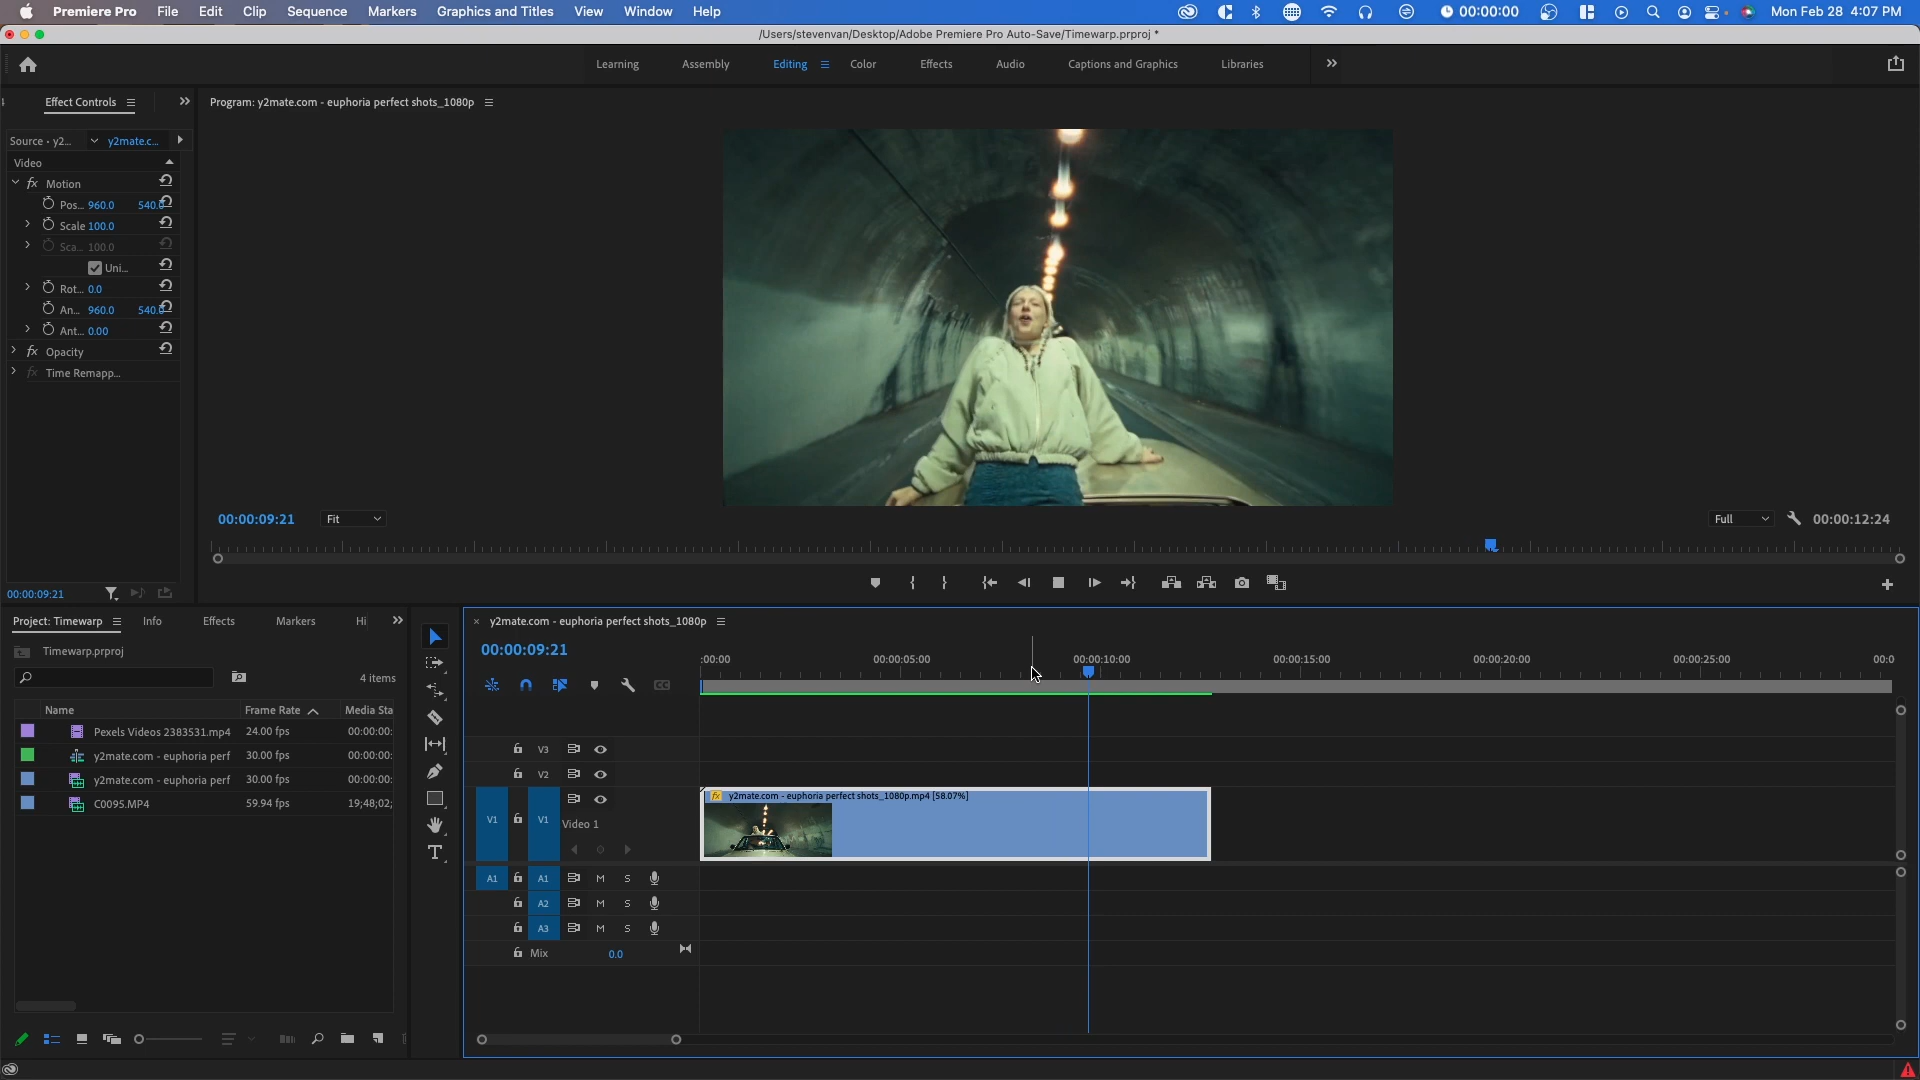 Premiere Pro File Edit Clip Sequence Markers Graphics and Titles View Window Help 00:00:00 Mon Feb 28 4:07 PM
/Users/stevenvan/Desktop/Adobe Premiere Pro Auto-Save/Timewarp.prproj *
Learning Assembly Editing Color Effects Audio Captions and Graphics Libraries
Effect Controls
Program: y2mate.com - euphoria perfect shots_1080p
Source • y2... y2mate.c...
Video
fx Motion
Pos... 960.0 540.0
Scale 100.0
Sca... 100.0
Uni...
Rot... 0.0
An... 960.0 540.0
Ant... 0.00
fx Opacity
fx Time Remapp...
00:00:09:21 Fit Full 00:00:12:24
00:00:09:21
Project: Timewarp Info Effects Markers Hi
Timewarp.prproj
4 items
Name Frame Rate Media Sta
Pexels Videos 2383531.mp4 24.00 fps 00:00:00:
y2mate.com - euphoria perf 30.00 fps 00:00:00:
y2mate.com - euphoria perf 30.00 fps 00:00:00:
C0095.MP4 59.94 fps 19;48;02;
T
× y2mate.com - euphoria perfect shots_1080p
00:00:09:21
:00:00 00:00:05:00 00:00:10:00 00:00:15:00 00:00:20:00 00:00:25:00 00:0
CC
V3
V2
V1 V1
Video 1
fx y2mate.com - euphoria perfect shots_1080p.mp4 [58.07%]
A1 A1 M S
A2 M S
A3 M S
Mix 0.0